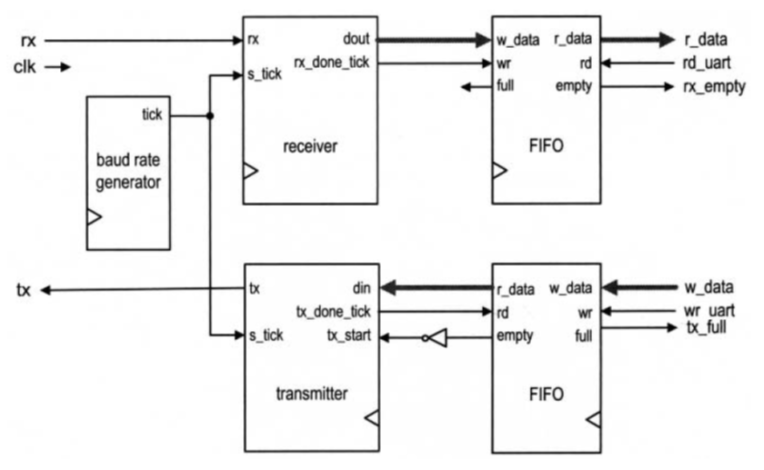 rx
clk
rx
dout
s_tick
rx_done_tick
receiver
w_data
r_data
wr
rd
full
empty
FIFO
r_data
rd_uart
rx_empty
tick
baud rate
generator
tx
tx
din
tx_done_tick
s_tick
tx_start
transmitter
r_data
w_data
rd
wr
empty
full
FIFO
w_data
wr_uart
tx_full